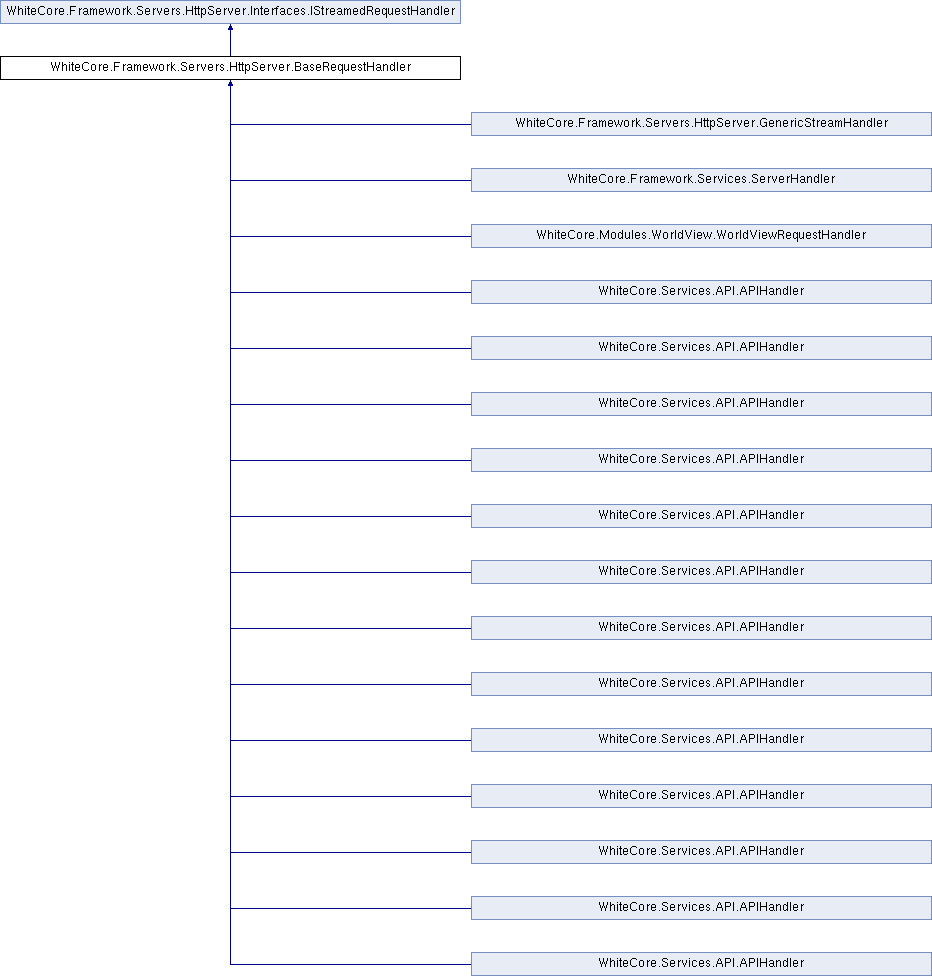 WhiteCore.Framework.Servers.HttpServer.Interfaces.IStreamedRequestHandler
WhiteCore.Framework.Servers.HttpServer.BaseRequestHandler
WhiteCore.Framework.Servers.HttpServer.GenericStreamHandler
WhiteCore.Framework.Services.ServerHandler
WhiteCore.Modules.WorldView.WorldViewRequestHandler
WhiteCore.Services.API.APIHandler
WhiteCore.Services.API.APIHandler
WhiteCore.Services.API.APIHandler
WhiteCore.Services.API.APIHandler
WhiteCore.Services.API.APIHandler
WhiteCore.Services.API.APIHandler
WhiteCore.Services.API.APIHandler
WhiteCore.Services.API.APIHandler
WhiteCore.Services.API.APIHandler
WhiteCore.Services.API.APIHandler
WhiteCore.Services.API.APIHandler
WhiteCore.Services.API.APIHandler
WhiteCore.Services.API.APIHandler